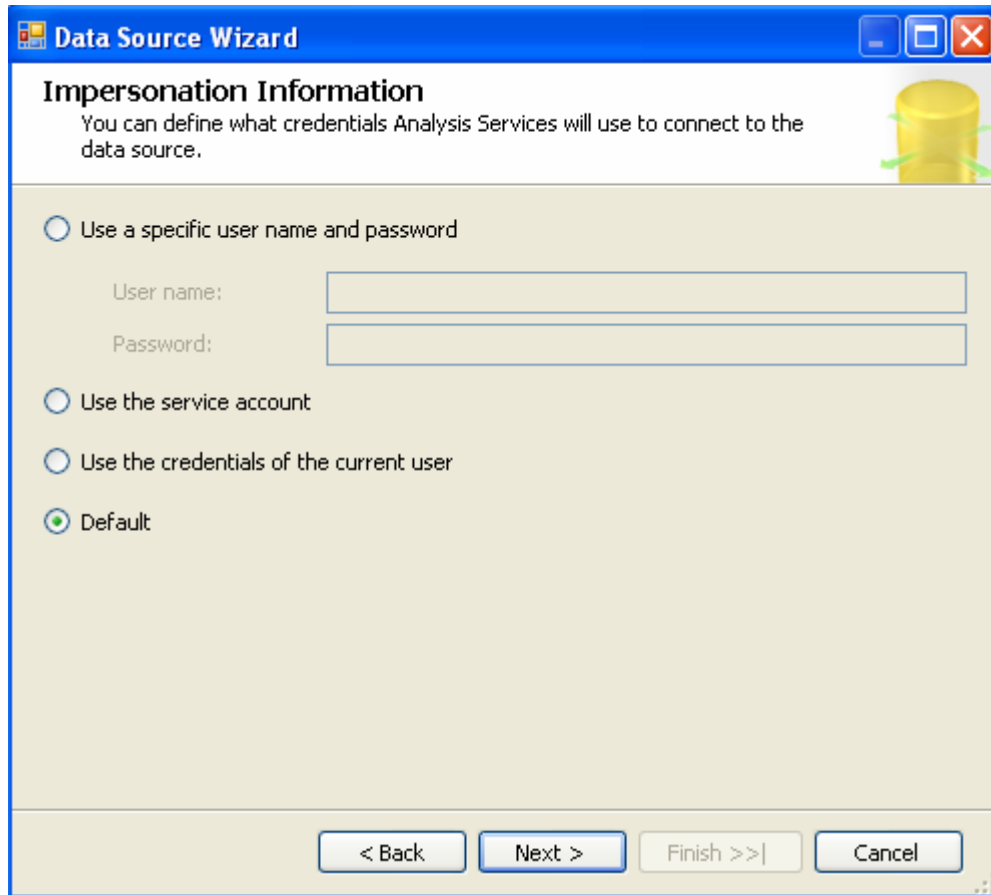 Data Source Wizard
Impersonation Information
You can define what credentials Analysis Services will use to connect to the
data source.
Use a specific user name and password
User name:
Password:
Use the service account
Use the credentials of the current user
Default
< Back
Next >
Finish >>|
Cancel